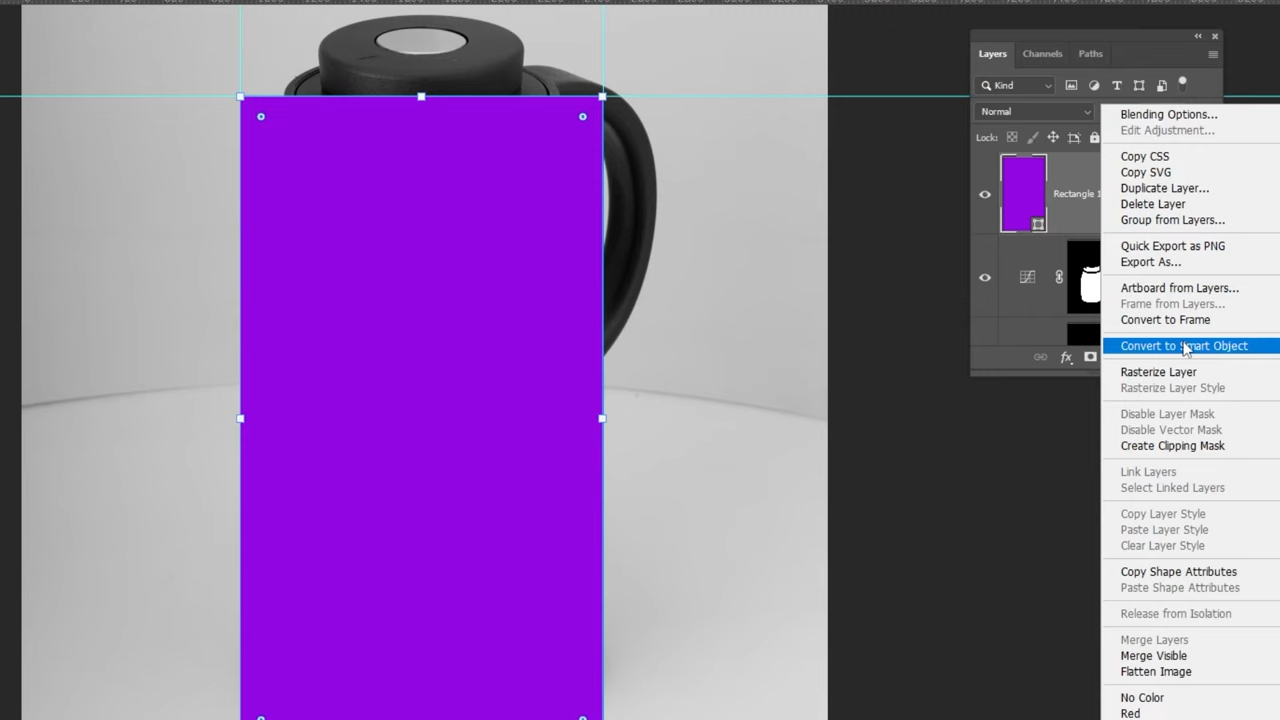 Layers Channels Paths
Kind
Normal
Lock:
Rectangle 1
Blending Options...
Edit Adjustment...
Copy CSS
Copy SVG
Duplicate Layer...
Delete Layer
Group from Layers...
Quick Export as PNG
Export As...
Artboard from Layers...
Frame from Layers...
Convert to Frame
Convert to Smart Object
Rasterize Layer
Rasterize Layer Style
Disable Layer Mask
Disable Vector Mask
Create Clipping Mask
Link Layers
Select Linked Layers
Copy Layer Style
Paste Layer Style
Clear Layer Style
Copy Shape Attributes
Paste Shape Attributes
Release from Isolation
Merge Layers
Merge Visible
Flatten Image
No Color
Red